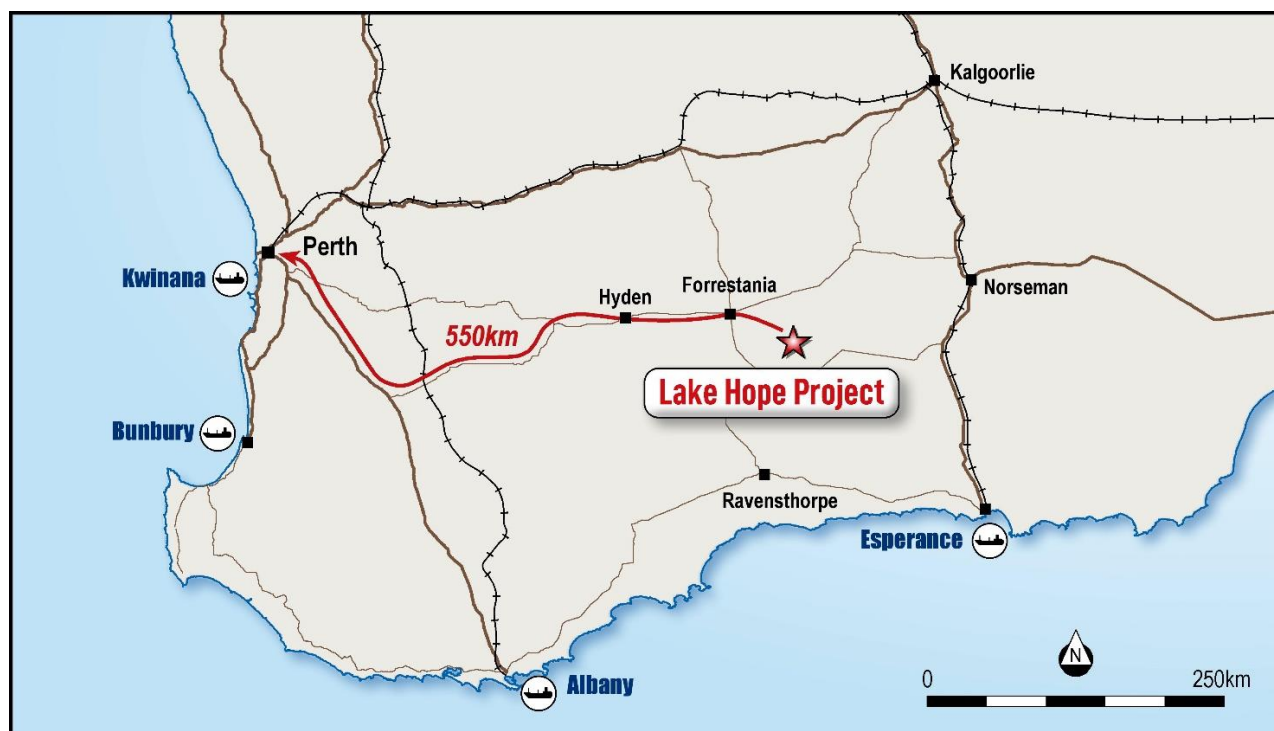 Kalgoorlie
Perth
Kwinana
Hyden
Forrestania
Norseman
550km
Lake Hope Project
Bunbury
Ravensthorpe
Esperance
Albany
N
0
250km